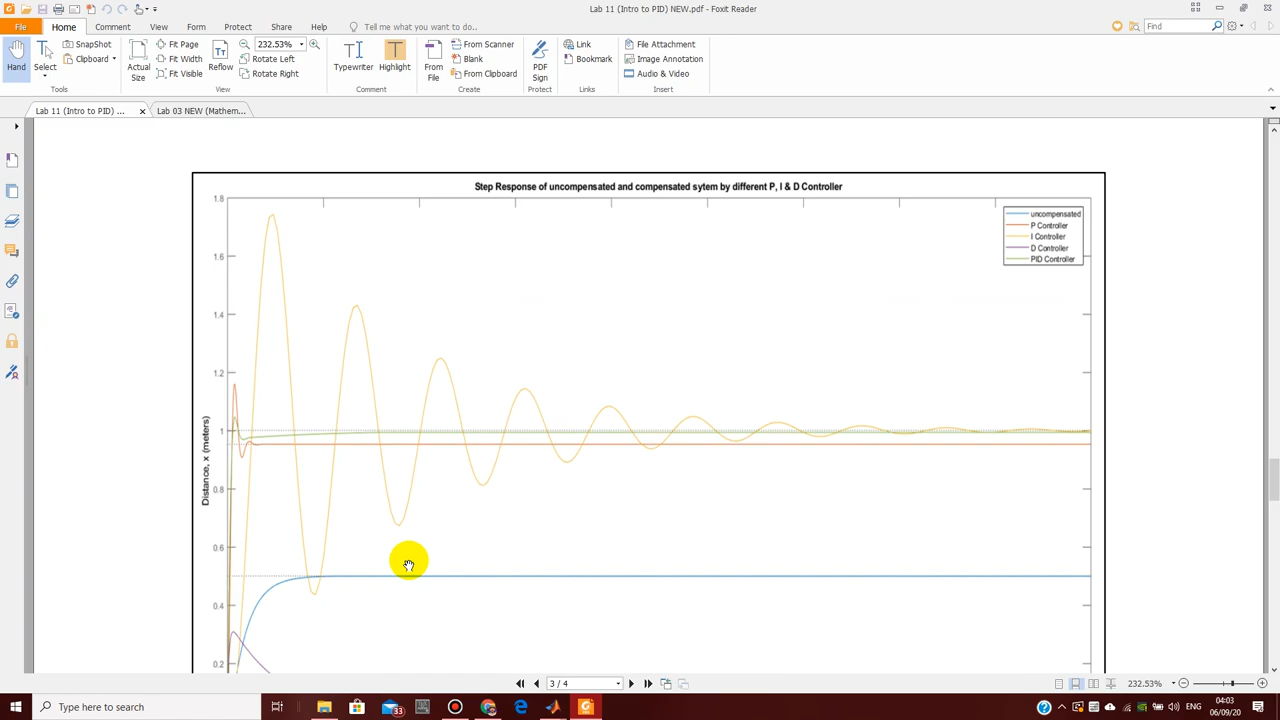 Lab 11 (Intro to PID) NEW.pdf - Foxit Reader
File Home Comment View Form Protect Share Help Tell me what you want to do.. Find
Hand Select SnapShot Clipboard Actual Size Fit Page Fit Width Fit Visible Reflow 232.53% Rotate Left Rotate Right Typewriter Highlight From File From Scanner Blank From Clipboard PDF Sign Link Bookmark File Attachment Image Annotation Audio & Video
Tools View Comment Create Protect Links Insert
Lab 11 (Intro to PID) ... Lab 03 NEW (Mathem...
Step Response of uncompensated and compensated sytem by different P, I & D Controller
1.8
uncompensated
P Controller
I Controller
D Controller
PID Controller
1.6
1.4
1.2
1
0.8
0.6
0.4
0.2
Distance, x (meters)
3 / 4 232.53%
Type here to search
33
ENG
04:03
06/09/20